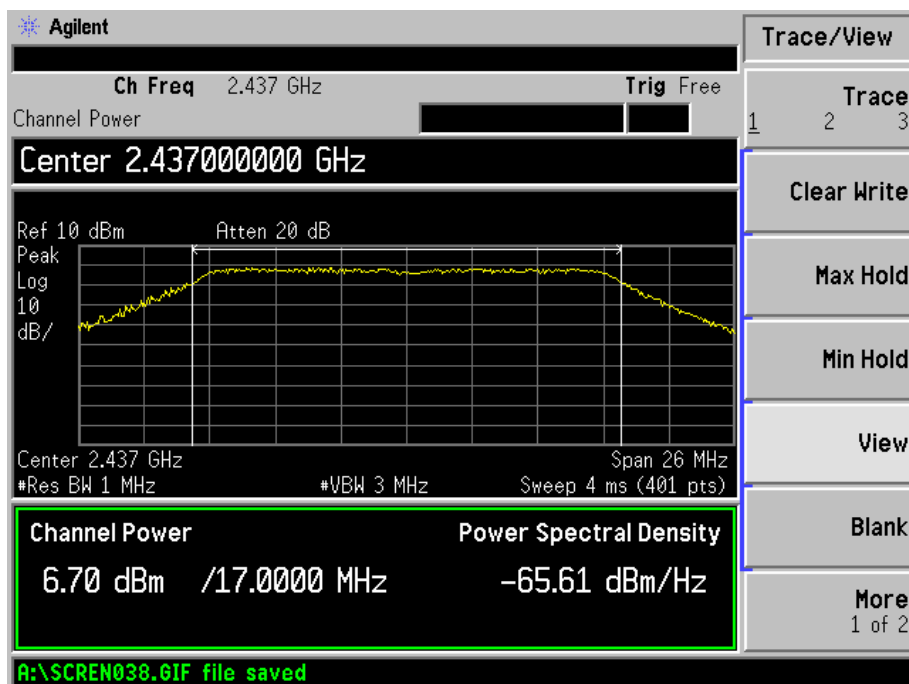 Agilent
Trace/View
Ch Freq 2.437 GHz Trig Free
Channel Power
Trace
1 2 3
Center 2.437000000 GHz
Clear Write
Ref 10 dBm Atten 20 dB
Peak
Log
10
dB/
Max Hold
Min Hold
Center 2.437 GHz Span 26 MHz
#Res BW 1 MHz #VBW 3 MHz Sweep 4 ms (401 pts)
View
Channel Power Power Spectral Density
6.70 dBm /17.0000 MHz -65.61 dBm/Hz
Blank
More
1 of 2
A:\SCREN038.GIF file saved